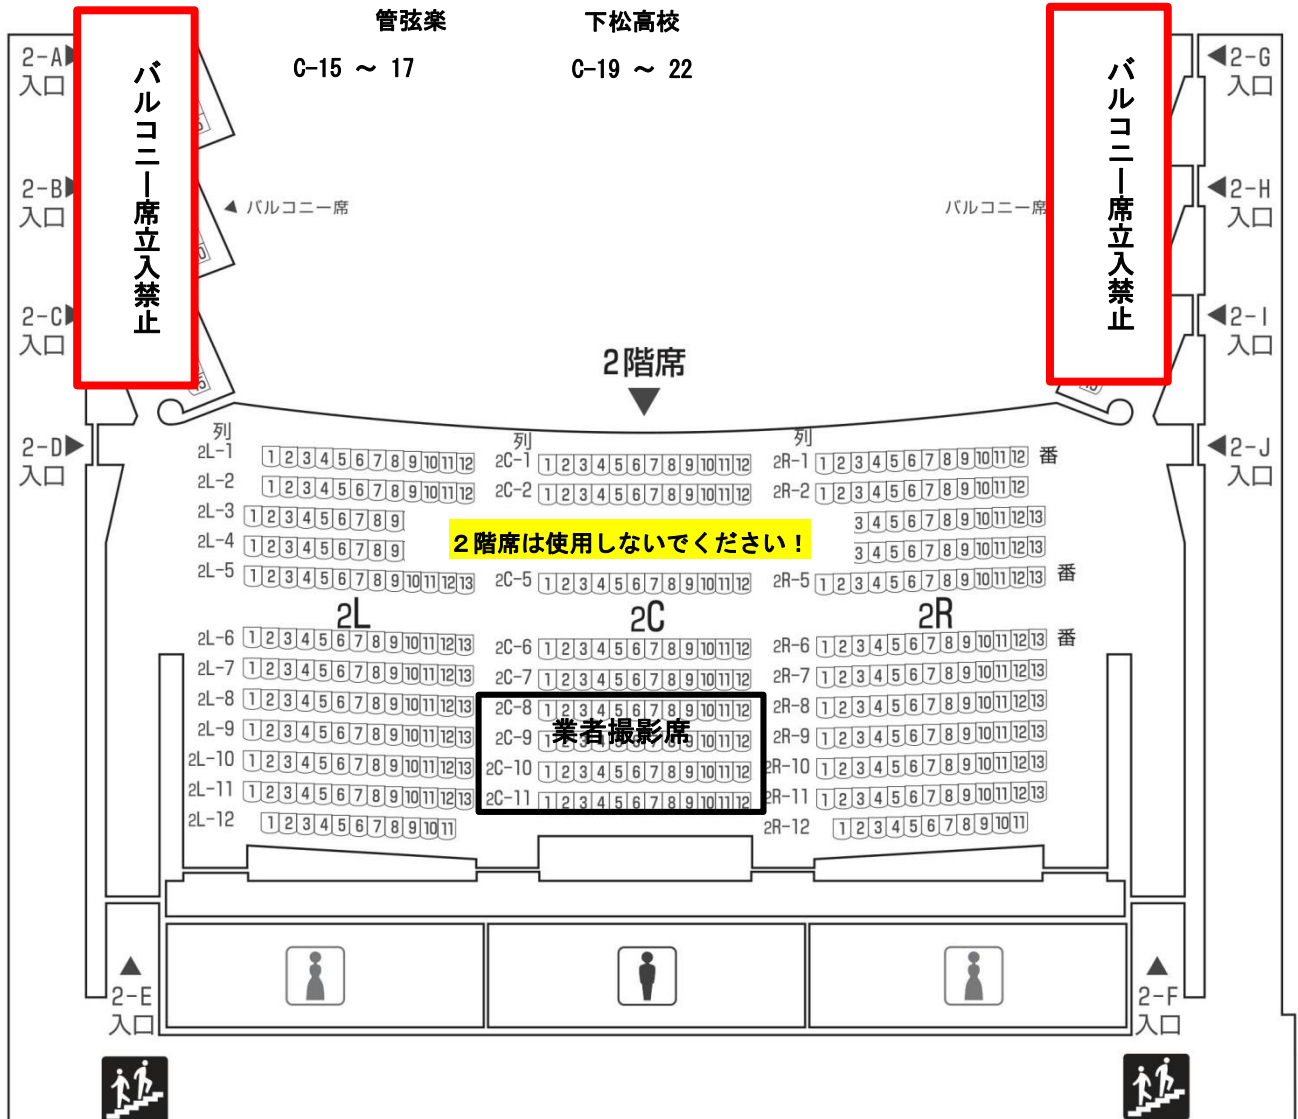 管弦楽 下松高校
C-15 ～ 17 C-19 ～ 22
バルコニー席立入禁止
バルコニー席立入禁止
2-A
入口
2-G
入口
2-B
入口
2-H
入口
バルコニー席
バルコニー席
2-C
入口
2-I
入口
2階席
2-D
入口
2-J
入口
列 列 列
2L-1 1 2 3 4 5 6 7 8 9 10 11 12 2C-1 1 2 3 4 5 6 7 8 9 10 11 12 2R-1 1 2 3 4 5 6 7 8 9 10 11 12 番
2L-2 1 2 3 4 5 6 7 8 9 10 11 12 2C-2 1 2 3 4 5 6 7 8 9 10 11 12 2R-2 1 2 3 4 5 6 7 8 9 10 11 12
2L-3 1 2 3 4 5 6 7 8 9 3 4 5 6 7 8 9 10 11 12 13
２階席は使用しないでください！
2L-4 1 2 3 4 5 6 7 8 9 3 4 5 6 7 8 9 10 11 12 13
2L-5 1 2 3 4 5 6 7 8 9 10 11 12 13 2C-5 1 2 3 4 5 6 7 8 9 10 11 12 2R-5 1 2 3 4 5 6 7 8 9 10 11 12 13 番
2L 2C 2R
2L-6 1 2 3 4 5 6 7 8 9 10 11 12 13 2C-6 1 2 3 4 5 6 7 8 9 10 11 12 2R-6 1 2 3 4 5 6 7 8 9 10 11 12 13 番
2L-7 1 2 3 4 5 6 7 8 9 10 11 12 13 2C-7 1 2 3 4 5 6 7 8 9 10 11 12 2R-7 1 2 3 4 5 6 7 8 9 10 11 12 13
2L-8 1 2 3 4 5 6 7 8 9 10 11 12 13 2C-8 1 2 3 4 5 6 7 8 9 10 11 12 2R-8 1 2 3 4 5 6 7 8 9 10 11 12 13
業者撮影席
2L-9 1 2 3 4 5 6 7 8 9 10 11 12 13 2C-9 1 2 3 4 5 6 7 8 9 10 11 12 2R-9 1 2 3 4 5 6 7 8 9 10 11 12 13
2L-10 1 2 3 4 5 6 7 8 9 10 11 12 13 2C-10 1 2 3 4 5 6 7 8 9 10 11 12 2R-10 1 2 3 4 5 6 7 8 9 10 11 12 13
2L-11 1 2 3 4 5 6 7 8 9 10 11 12 13 2C-11 1 2 3 4 5 6 7 8 9 10 11 12 2R-11 1 2 3 4 5 6 7 8 9 10 11 12 13
2L-12 1 2 3 4 5 6 7 8 9 10 11 2R-12 1 2 3 4 5 6 7 8 9 10 11
2-E
入口
2-F
入口